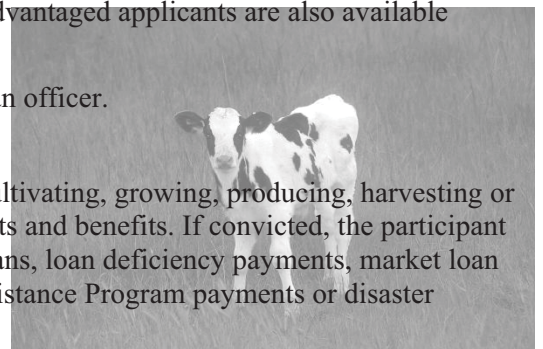 dvantaged applicants are also available
n officer.
ltivating, growing, producing, harvesting or
ts and benefits. If convicted, the participant
ans, loan deficiency payments, market loan
istance Program payments or disaster